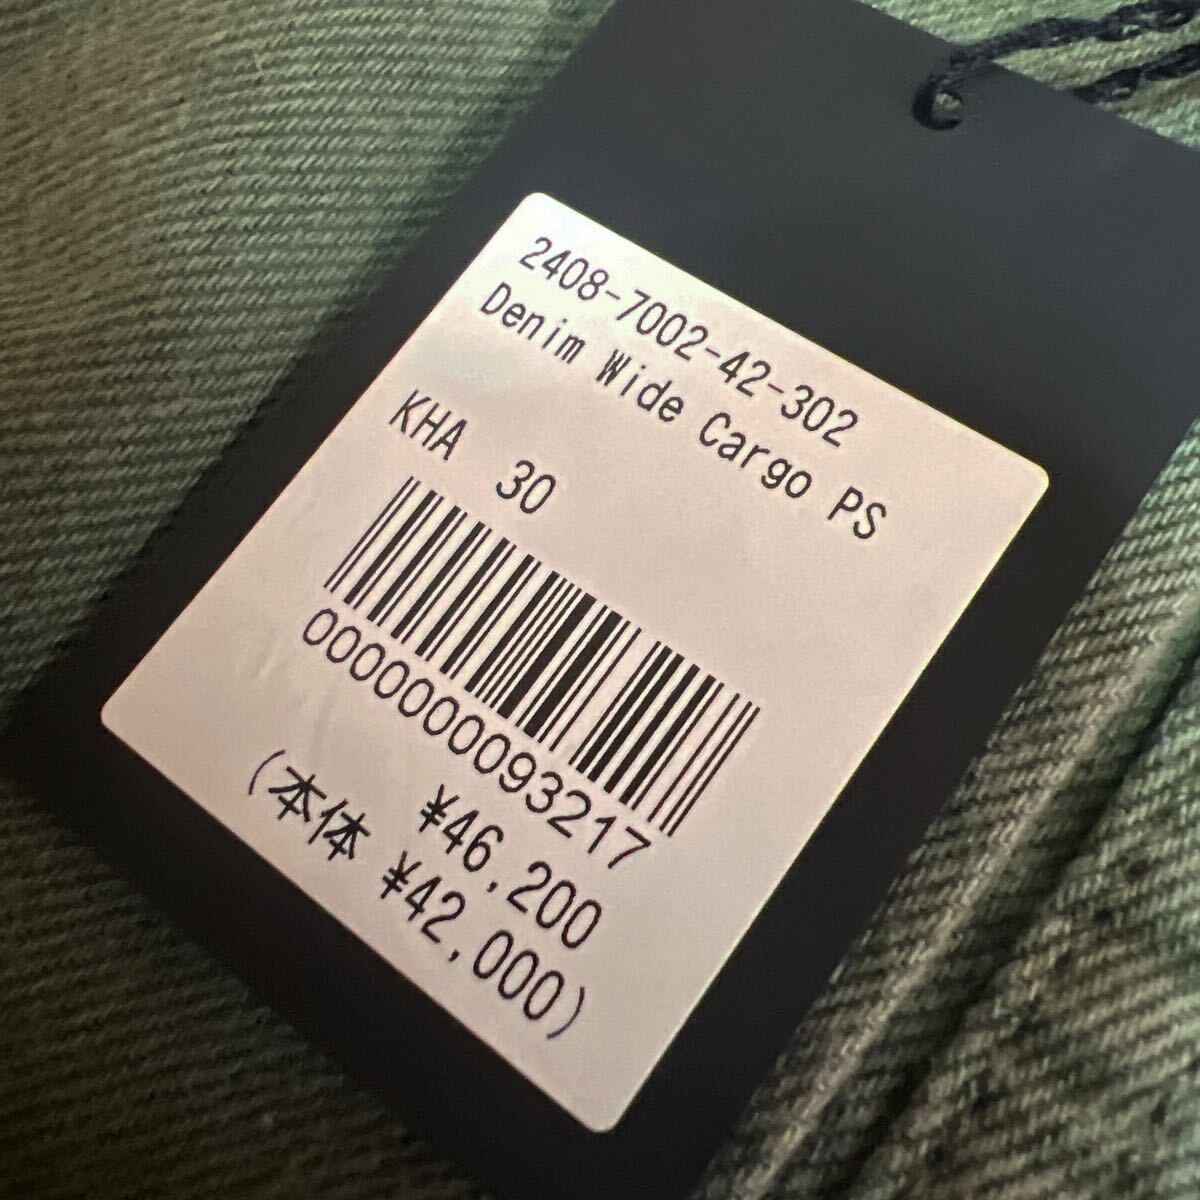 2408-7002-42-302
Denim Wide Cargo PS
KHA 30
0000000093217
¥46,200
(本体 ¥42,000)